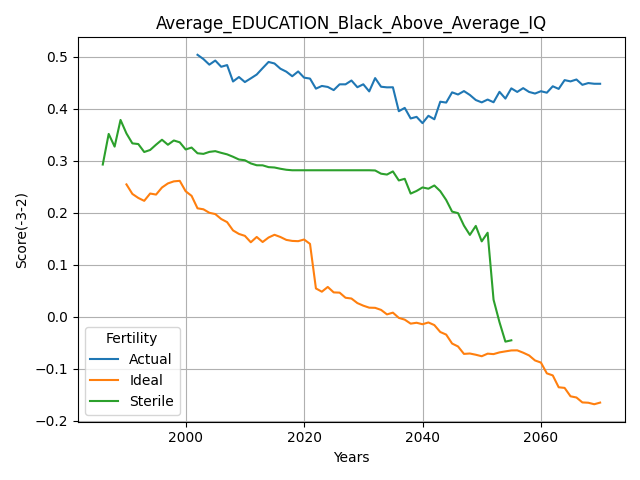 Average_EDUCATION_Black_Above_Average_IQ
Score(-3-2)
0.5
0.4
0.3
0.2
0.1
0.0
−0.1
−0.2
Fertility
Actual
Ideal
Sterile
2000
2020
2040
2060
Years